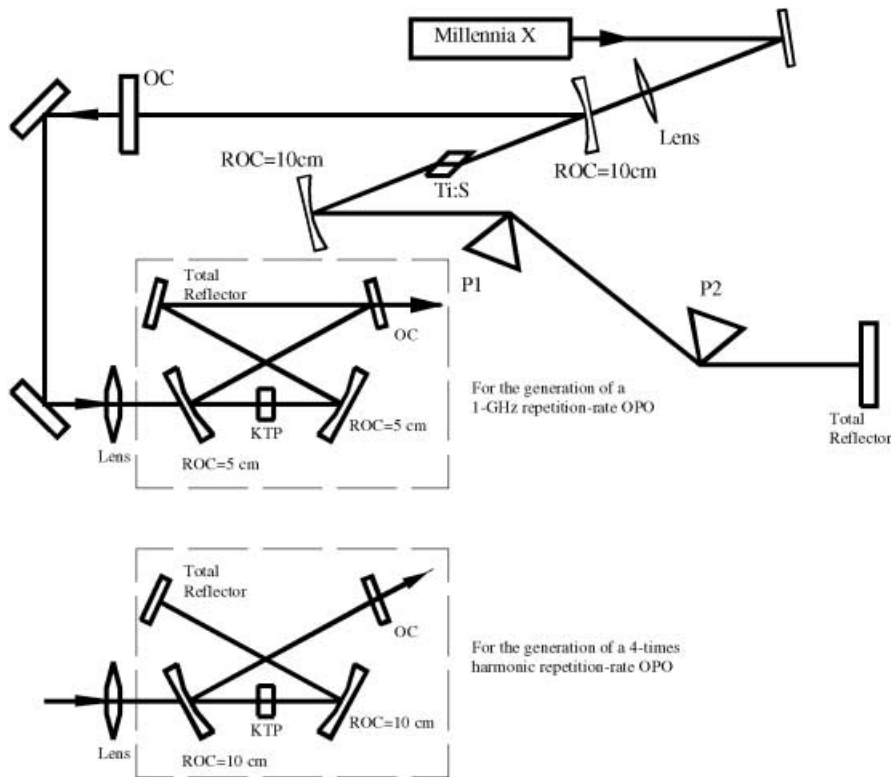 Millennia X
OC
Lens
ROC=10cm
ROC=10cm
Ti:S
P1
P2
Total
Reflector
OC
For the generation of a
1-GHz repetition-rate OPO
Total
Reflector
KTP
ROC=5 cm
Lens
ROC=5 cm
Total
Reflector
OC
For the generation of a 4-times
harmonic repetition-rate OPO
KTP
ROC=10 cm
Lens
ROC=10 cm